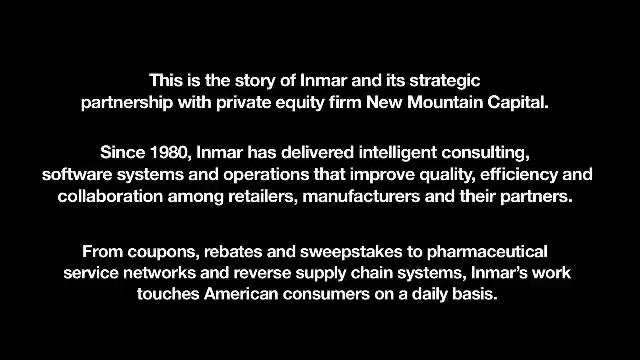 This is the story of Inmar and its strategic
partnership with private equity firm New Mountain Capital.
Since 1980, Inmar has delivered intelligent consulting,
software systems and operations that improve quality, efficiency and
collaboration among retailers, manufacturers and their partners.
From coupons, rebates and sweepstakes to pharmaceutical
service networks and reverse supply chain systems, Inmar's work
touches American consumers on a daily basis.